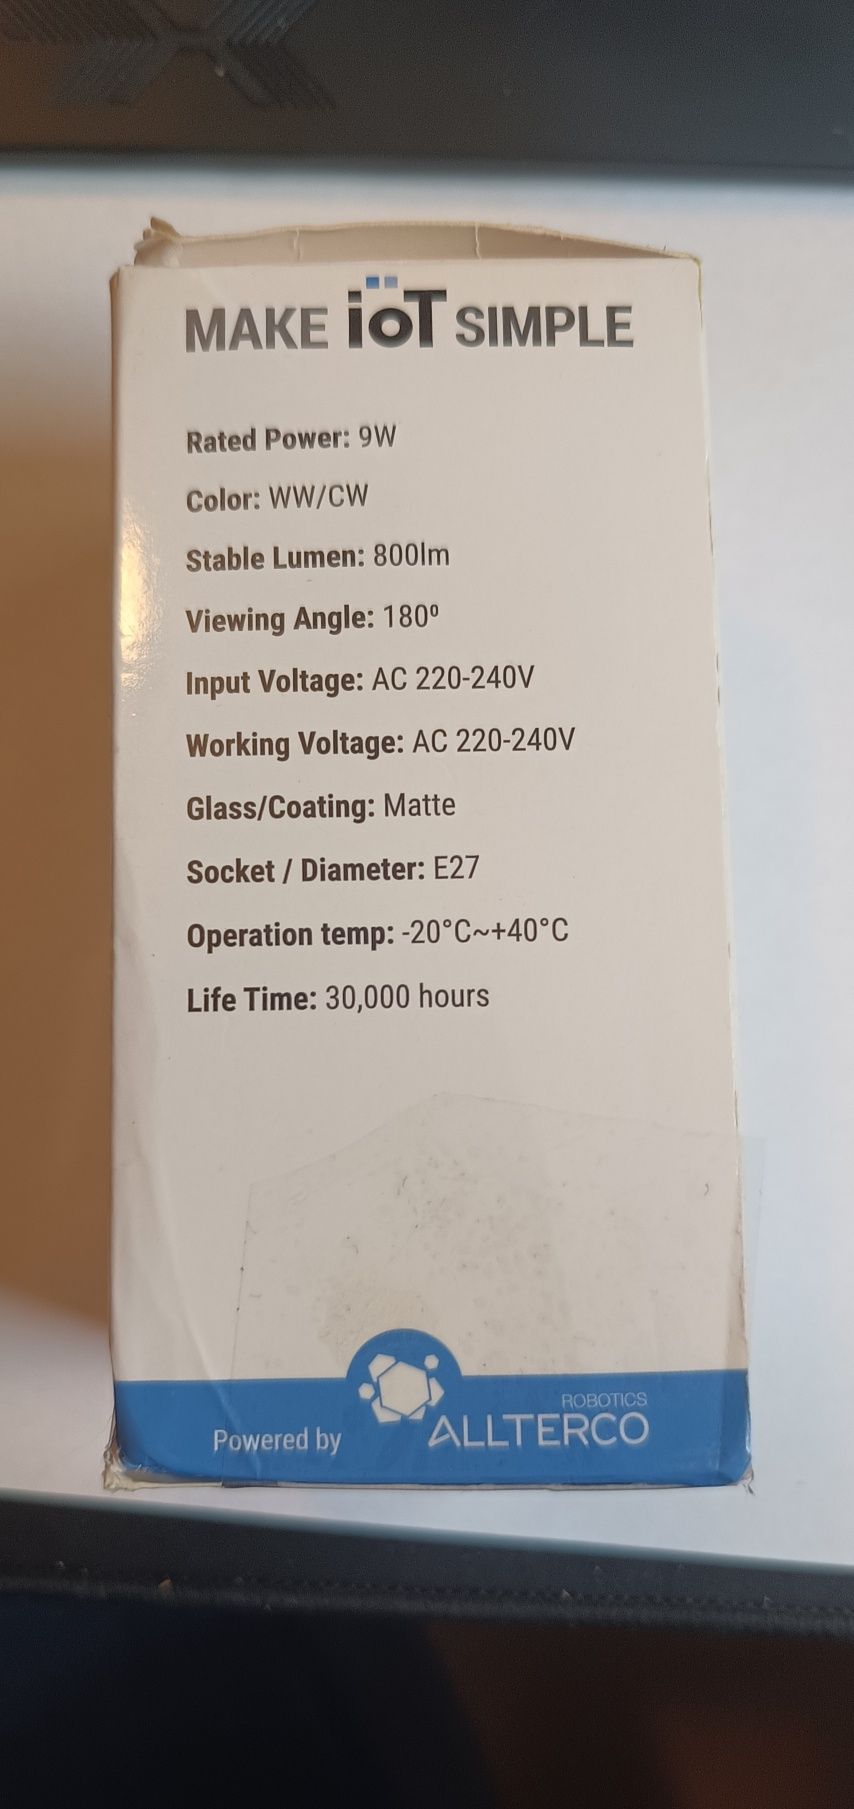 MAKE ïoT SIMPLE
Rated Power: 9W
Color: WW/CW
Stable Lumen: 800lm
Viewing Angle: 180º
Input Voltage: AC 220-240V
Working Voltage: AC 220-240V
Glass/Coating: Matte
Socket / Diameter: E27
Operation temp: -20°C~+40°C
Life Time: 30,000 hours
ROBOTICS
Powered by ALLTERCO